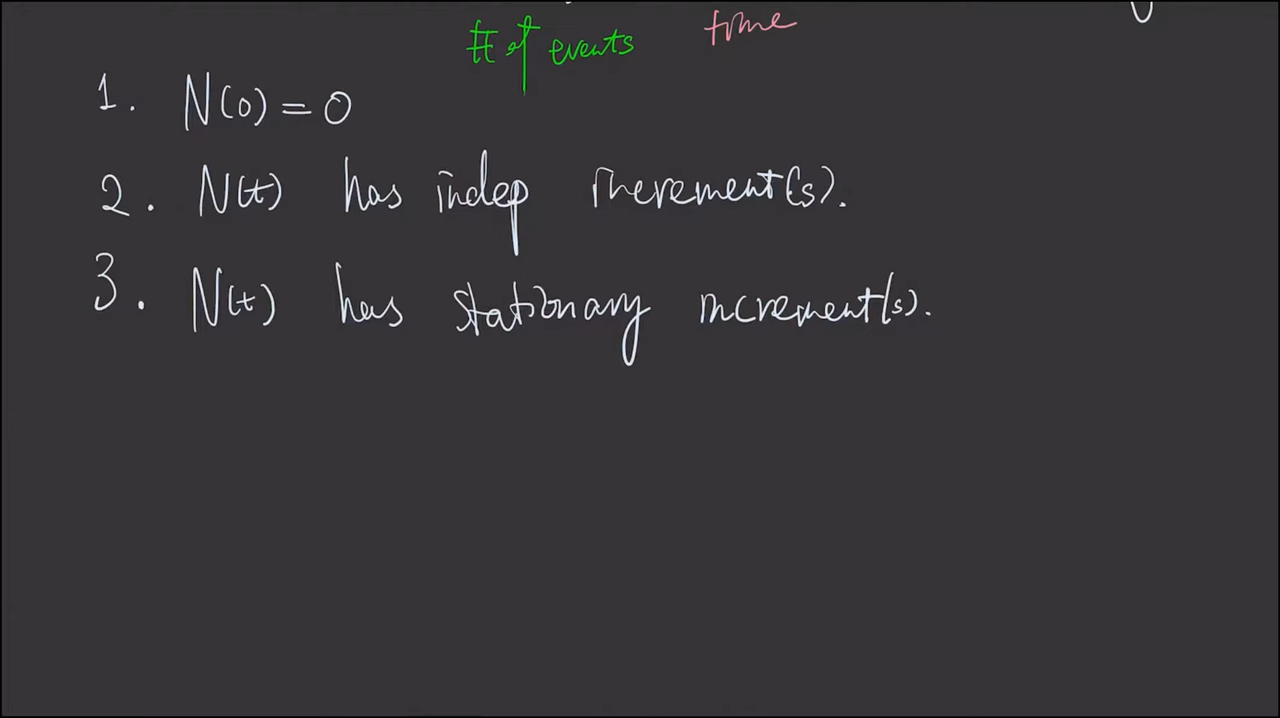 # of events time
1. N(0) = 0
2. N(t) has indep increment(s).
3. N(t) has stationary increment(s).